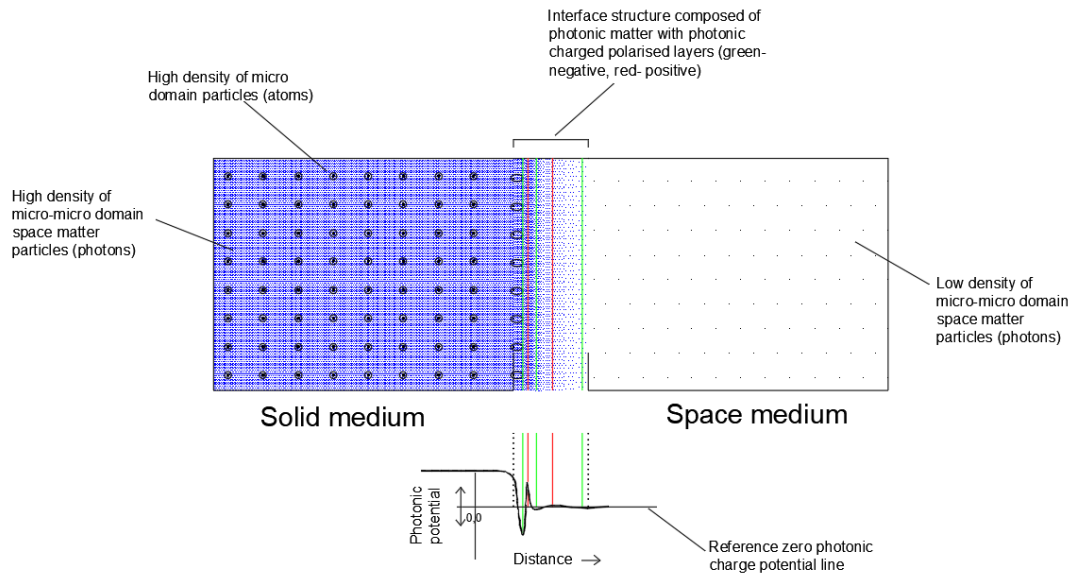 Interface structure composed of
photonic matter with photonic
charged polarised layers (green-
negative, red- positive)
High density of micro
domain particles (atoms)
High density of
micro-micro domain
space matter
particles (photons)
Low density of
micro-micro domain
space matter
particles (photons)
Solid medium
Space medium
Photonic
potential
0,0
Distance
Reference zero photonic
charge potential line